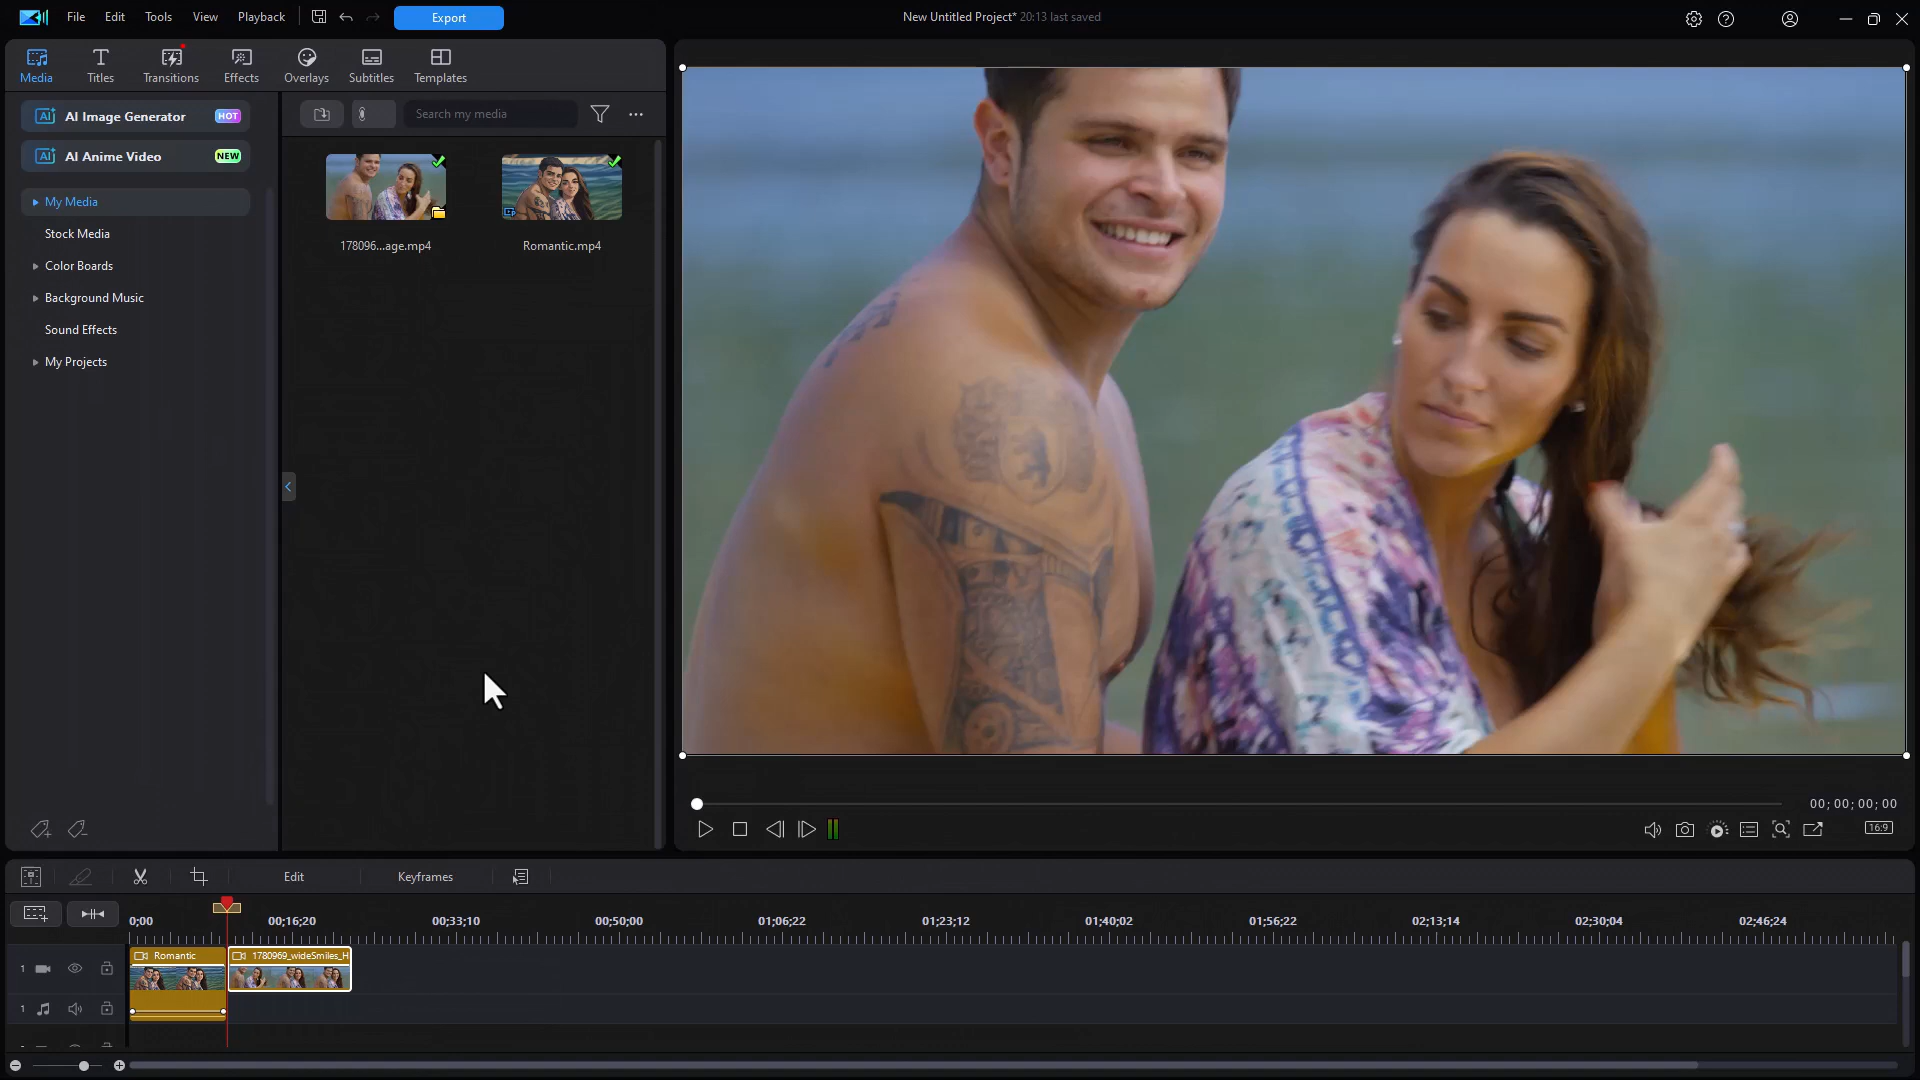 File Edit View Tools Playback Export New Untitled Project* 20:13 last saved
Media Titles Transitions Effects Overlays Subtitles Templates
AI AI Image Generator HOT
Search my media
AI AI Anime Video NEW
My Media
Stock Media
178096...age.mp4 Romantic.mp4
Color Boards
Background Music
Sound Effects
My Projects
00;00;00;00
16:9
Edit Keyframes
0;00 00;16;20 00;33;10 00;50;00 01;06;22 01;23;12 01;40;02 01;56;22 02;13;14 02;30;04 02;46;24
1 Romantic 1780969_wideSmiles_H
1